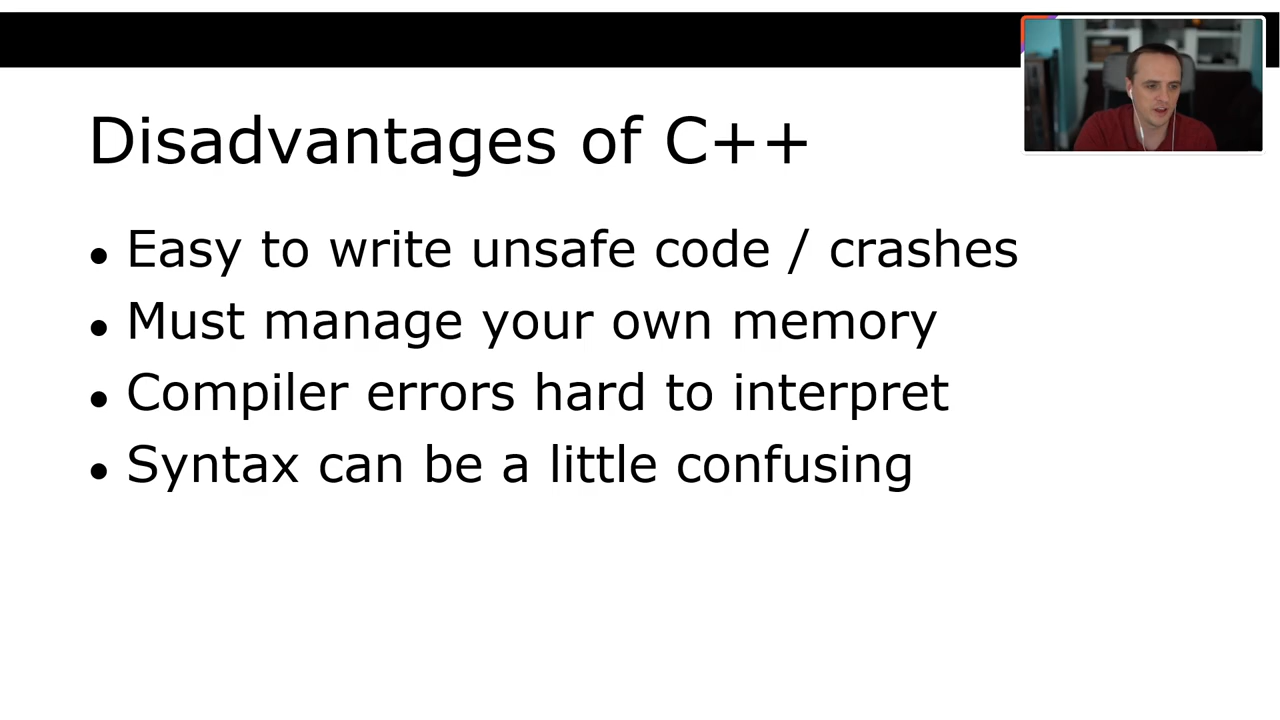 Disadvantages of C++
• Easy to write unsafe code / crashes
• Must manage your own memory
• Compiler errors hard to interpret
• Syntax can be a little confusing